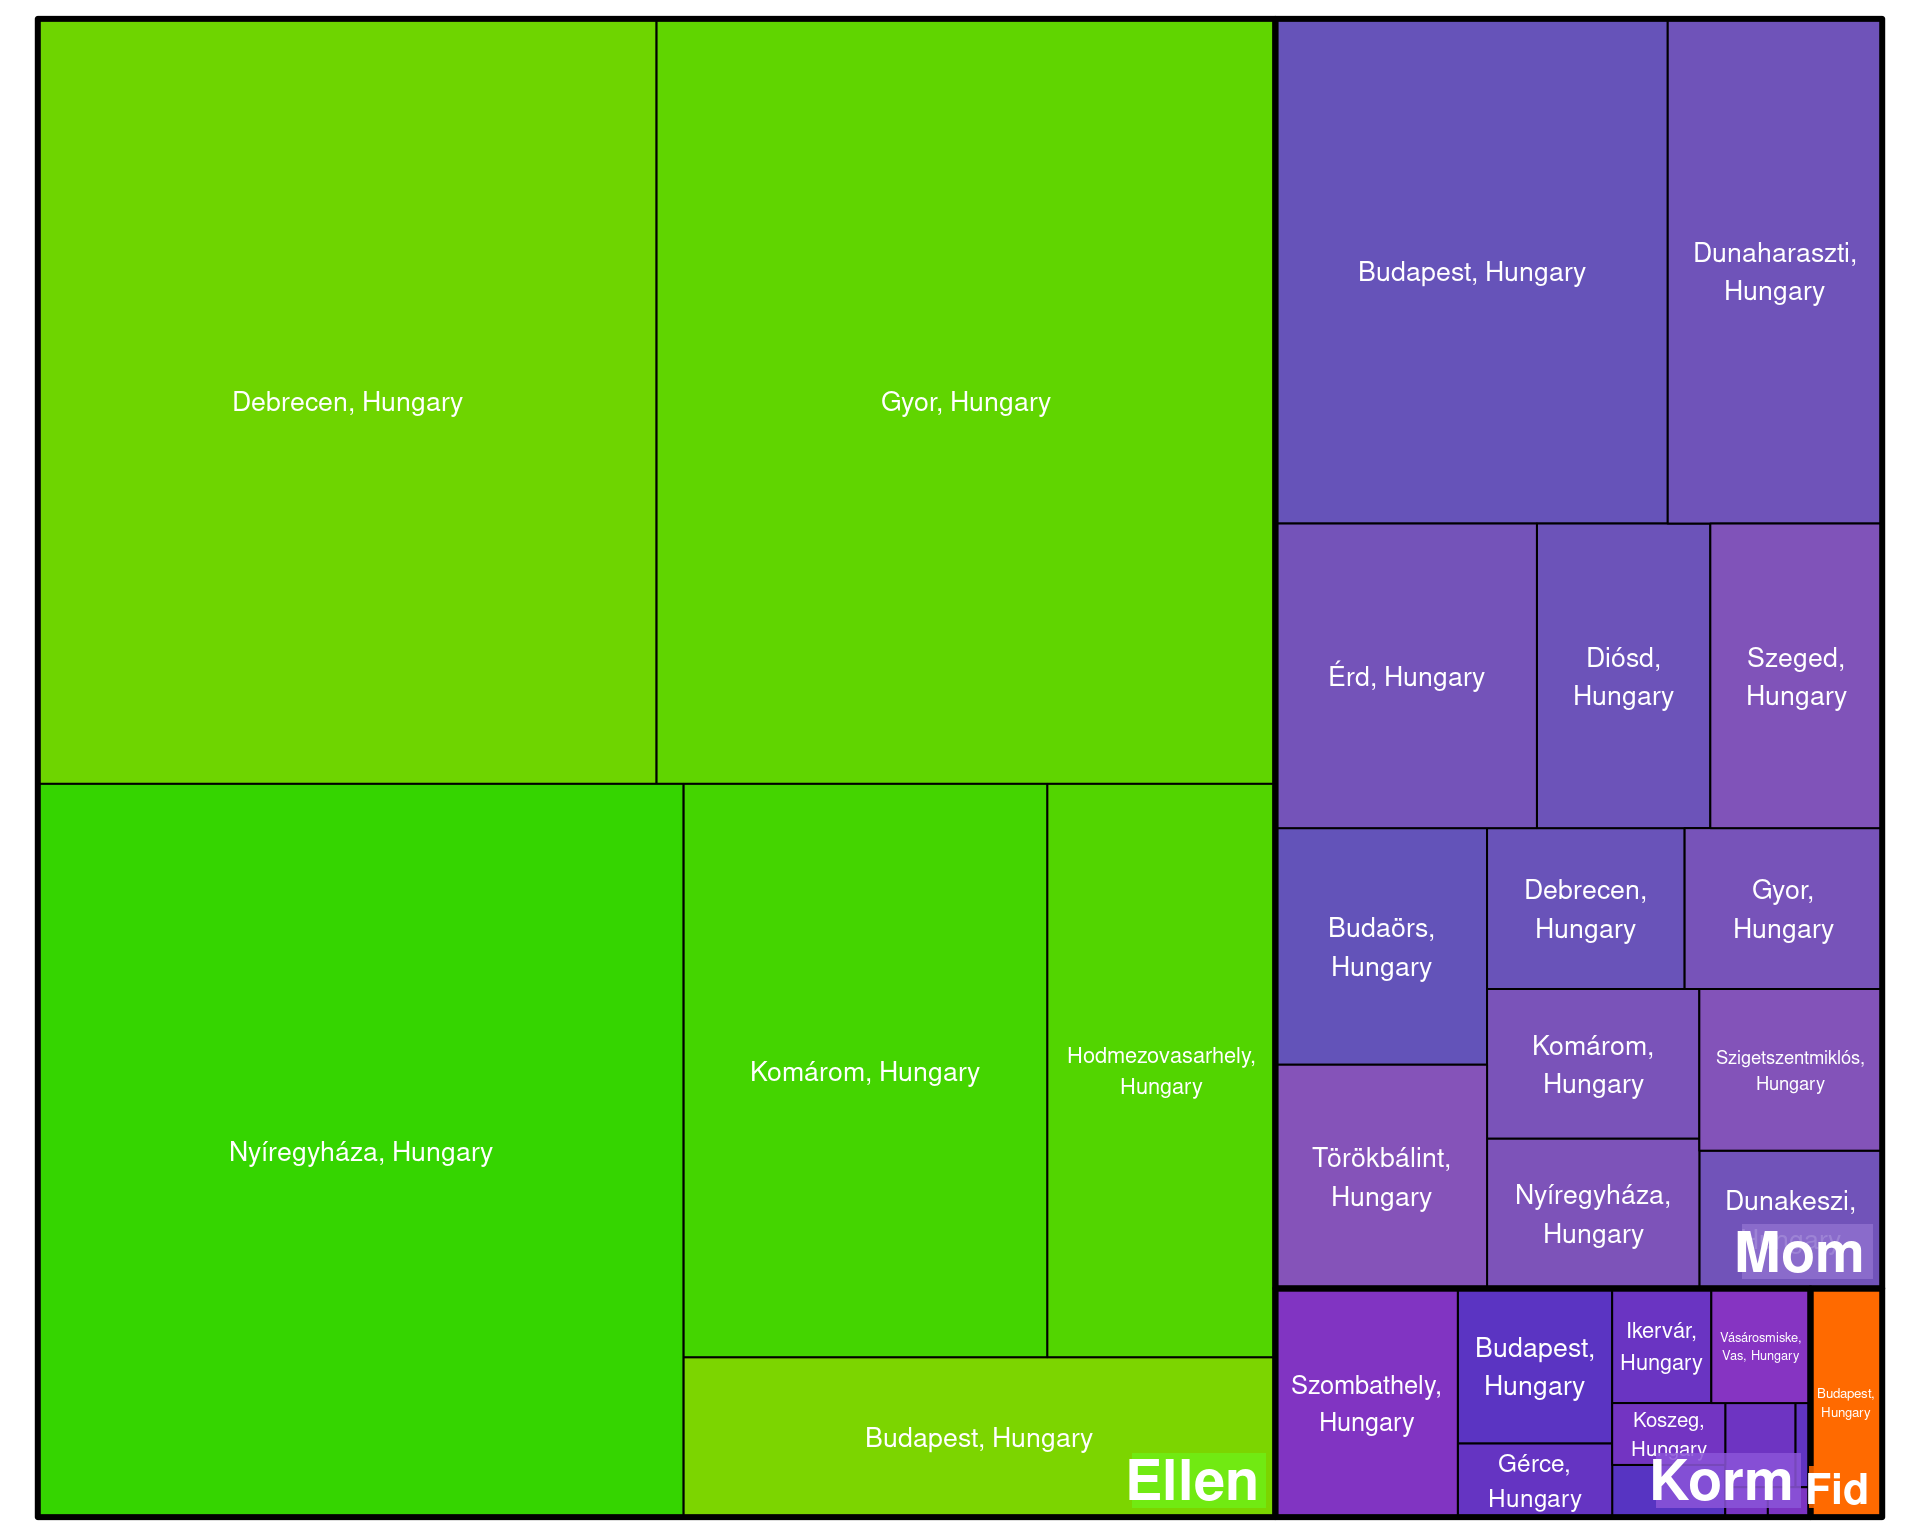 Debrecen, Hungary
Gyor, Hungary
Nyíregyháza, Hungary
Komárom, Hungary
Hodmezovasarhely,
Hungary
Budapest, Hungary
Ellen
Budapest, Hungary
Dunaharaszti,
Hungary
Érd, Hungary
Diósd,
Hungary
Szeged,
Hungary
Budaörs,
Hungary
Debrecen,
Hungary
Gyor,
Hungary
Komárom,
Hungary
Szigetszentmiklós,
Hungary
Törökbálint,
Hungary
Nyíregyháza,
Hungary
Dunakeszi,
Hungary
Mom
Szombathely,
Hungary
Budapest,
Hungary
Gérce,
Hungary
Ikervár,
Hungary
Vásárosmiske,
Vas, Hungary
Koszeg,
Hungary
Korm
Budapest,
Hungary
Fid